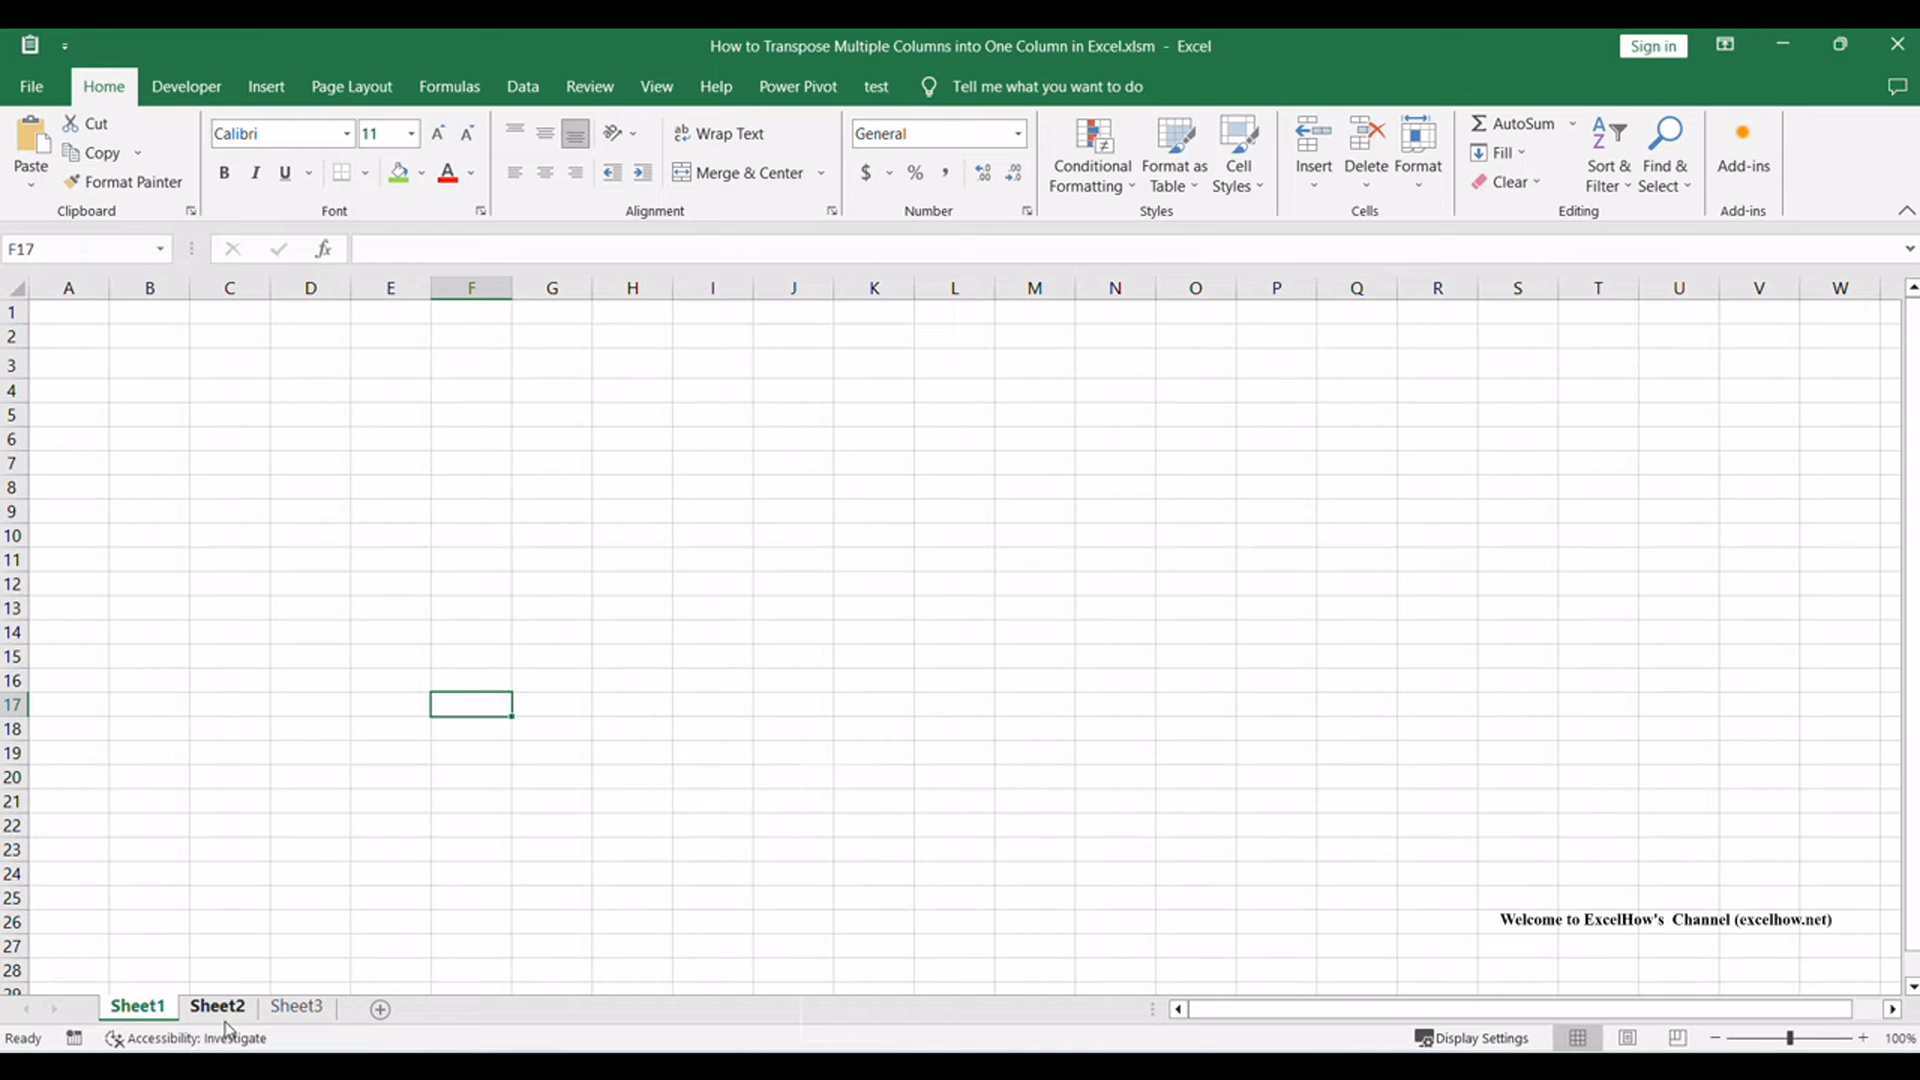 How to Transpose Multiple Columns into One Column in Excel.xlsm - Excel
Sign in
File Home Developer Insert Page Layout Formulas Data Review View Help Power Pivot test Tell me what you want to do
Paste
Cut
Copy
Format Painter
Clipboard
Calibri 11
B I U
Font
Wrap Text
Merge & Center
Alignment
General
$ % ,
Number
Conditional Formatting
Format as Table
Cell Styles
Styles
Insert
Delete
Format
Cells
AutoSum
Fill
Clear
Sort & Filter
Find & Select
Editing
Add-ins
Add-ins
F17 fx
A B C D E F G H I J K L M N O P Q R S T U V W
1
2
3
4
5
6
7
8
9
10
11
12
13
14
15
16
17
18
19
20
21
22
23
24
25
26
Welcome to ExcelHow's Channel (excelhow.net)
27
28
29
Sheet1 Sheet2 Sheet3
Ready Accessibility: Investigate Display Settings 100%